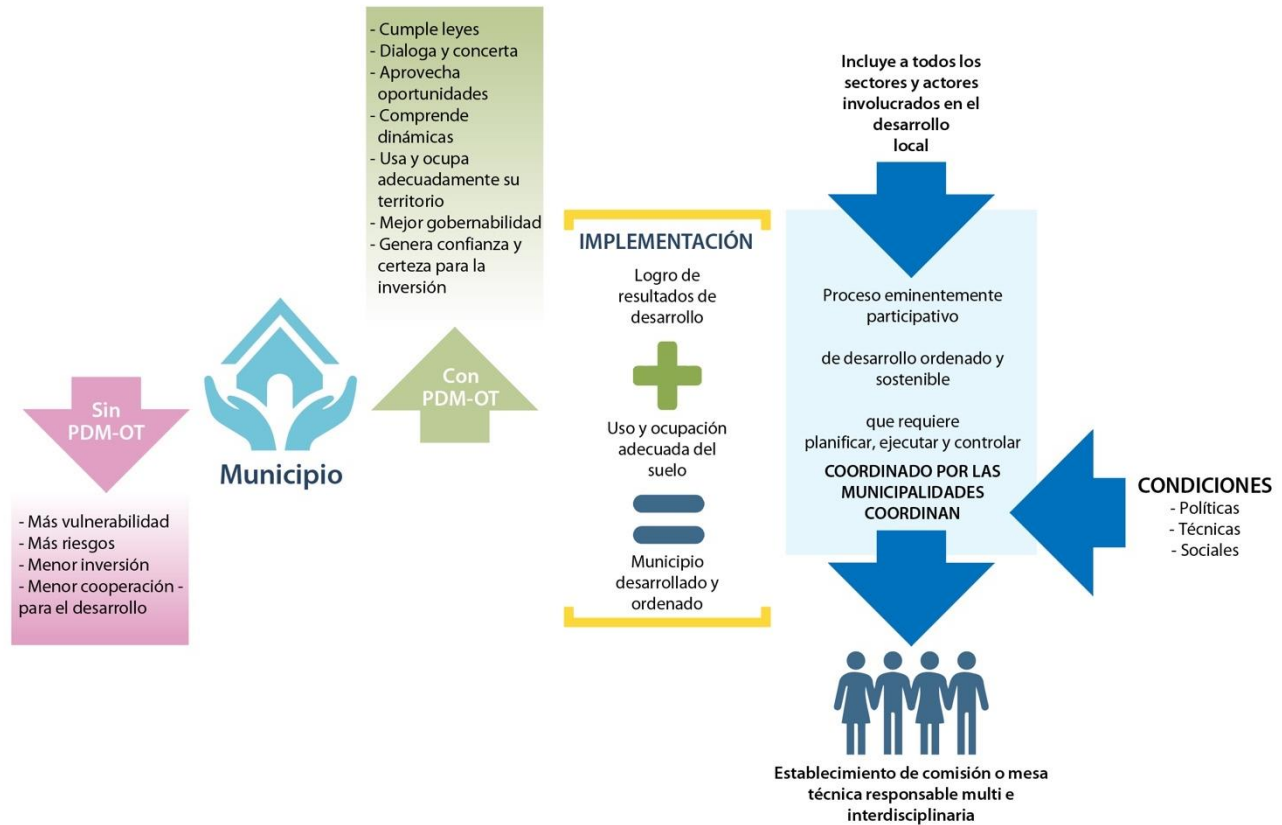 Sin
PDM-OT
- Más vulnerabilidad
- Más riesgos
- Menor inversión
- Menor cooperación -
para el desarrollo
Municipio
- Cumple leyes
- Dialoga y concerta
- Aprovecha
oportunidades
- Comprende
dinámicas
- Usa y ocupa
adecuadamente su
territorio
- Mejor gobernabilidad
- Genera confianza y
certeza para la
inversión
Con
PDM-OT
IMPLEMENTACIÓN
Logro de
resultados de
desarrollo
Uso y ocupación
adecuada del
suelo
Municipio
desarrollado y
ordenado
Incluye a todos los
sectores y actores
involucrados en el
desarrollo
local
Proceso eminentemente
participativo
de desarrollo ordenado y
sostenible
que requiere
planificar, ejecutar y controlar
COORDINADO POR LAS
MUNICIPALIDADES
COORDINAN
CONDICIONES
- Políticas
- Técnicas
- Sociales
Establecimiento de comisión o mesa
técnica responsable multi e
interdisciplinaria